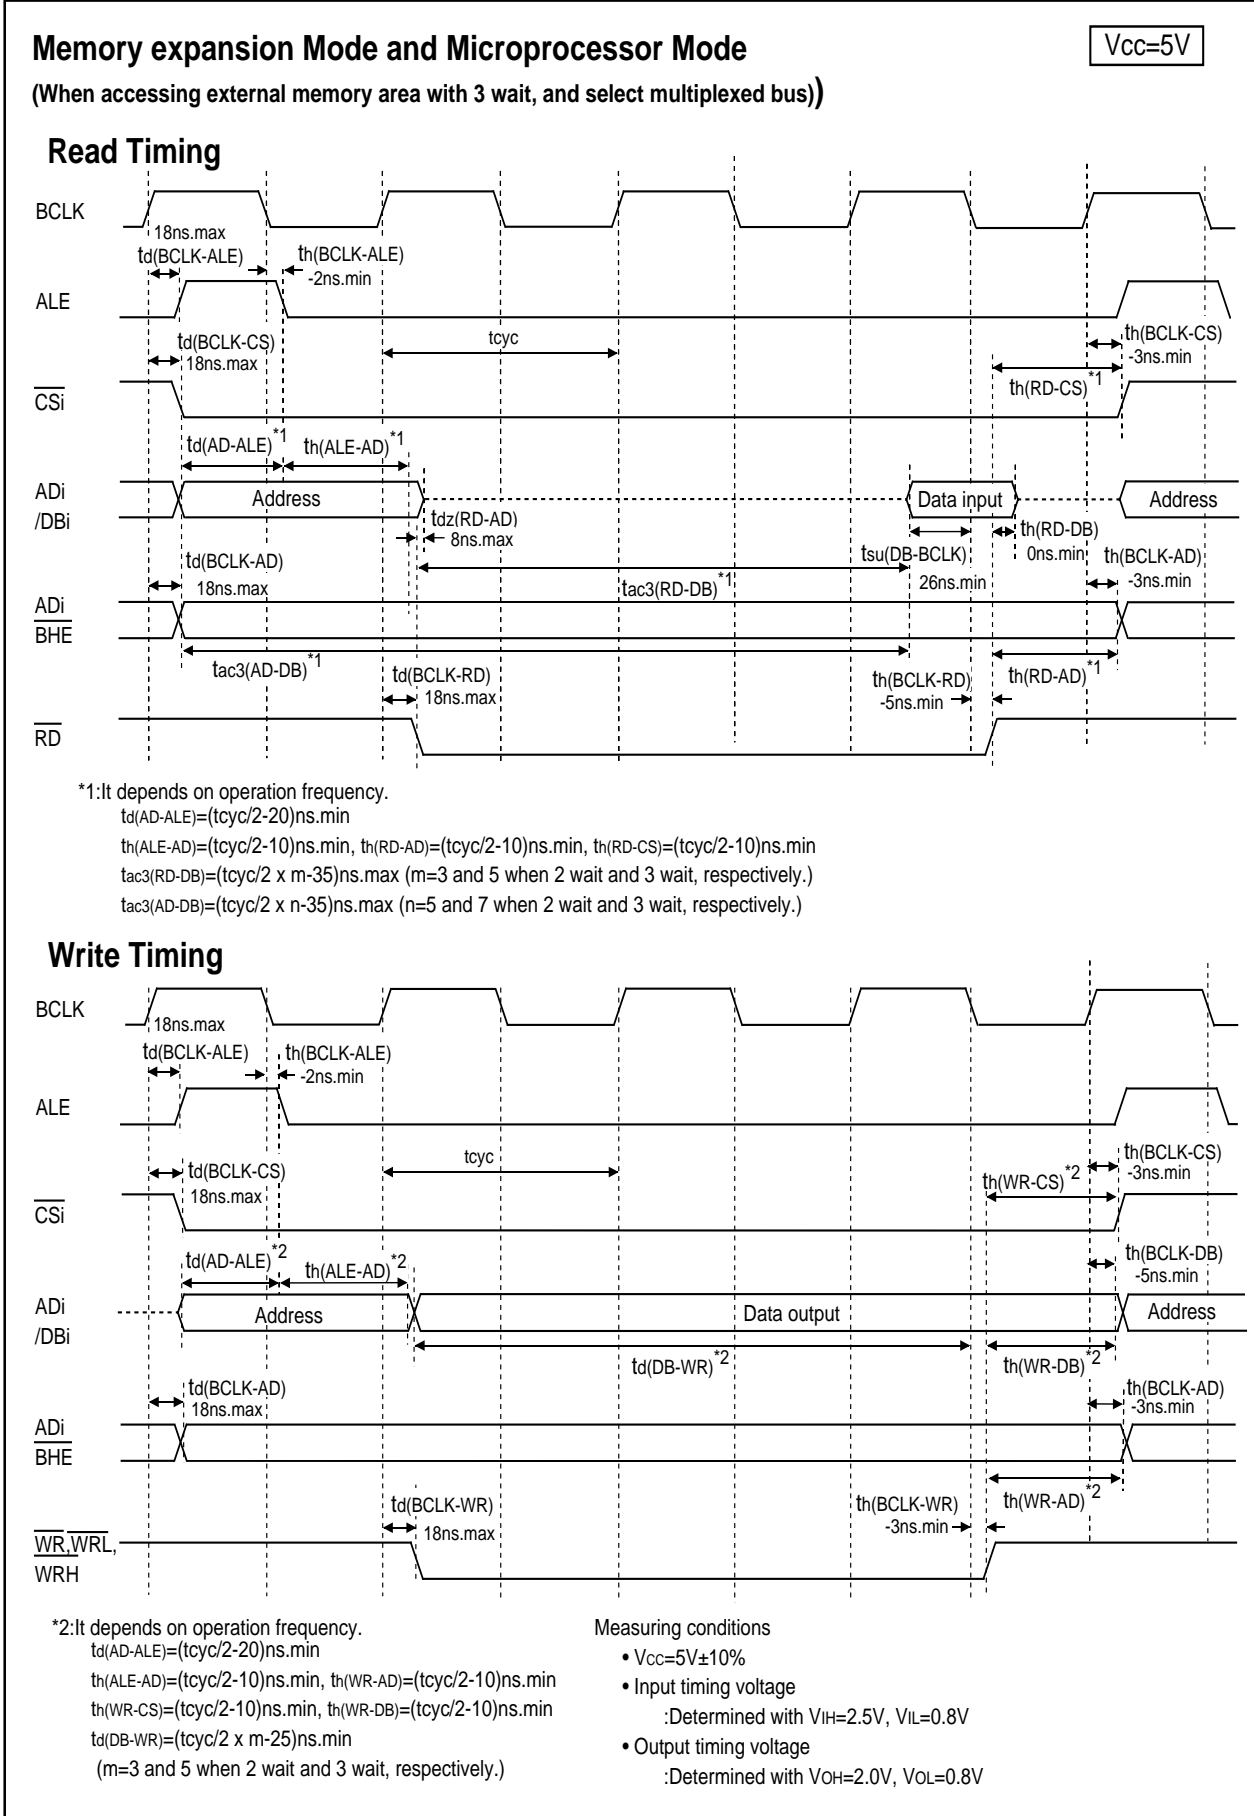 Memory expansion Mode and Microprocessor Mode
Vcc=5V
(When accessing external memory area with 3 wait, and select multiplexed bus))
Read Timing
BCLK
18ns.max
td(BCLK-ALE)
th(BCLK-ALE)
-2ns.min
ALE
td(BCLK-CS)
18ns.max
tcyc
th(BCLK-CS)
-3ns.min
th(RD-CS)*1
CSi
td(AD-ALE)*1
th(ALE-AD)*1
ADi
/DBi
Address
Data input
Address
tdz(RD-AD)
8ns.max
th(RD-DB)
0ns.min
td(BCLK-AD)
18ns.max
tsu(DB-BCLK)
26ns.min
th(BCLK-AD)
-3ns.min
tac3(RD-DB)*1
ADi
BHE
tac3(AD-DB)*1
td(BCLK-RD)
18ns.max
th(BCLK-RD)
-5ns.min
th(RD-AD)*1
RD
*1:It depends on operation frequency.
td(AD-ALE)=(tcyc/2-20)ns.min
th(ALE-AD)=(tcyc/2-10)ns.min, th(RD-AD)=(tcyc/2-10)ns.min, th(RD-CS)=(tcyc/2-10)ns.min
tac3(RD-DB)=(tcyc/2 x m-35)ns.max (m=3 and 5 when 2 wait and 3 wait, respectively.)
tac3(AD-DB)=(tcyc/2 x n-35)ns.max (n=5 and 7 when 2 wait and 3 wait, respectively.)
Write Timing
BCLK
18ns.max
td(BCLK-ALE)
th(BCLK-ALE)
-2ns.min
ALE
td(BCLK-CS)
18ns.max
tcyc
th(BCLK-CS)
-3ns.min
th(WR-CS)*2
CSi
td(AD-ALE)*2
th(ALE-AD)*2
th(BCLK-DB)
-5ns.min
ADi
/DBi
Address
Data output
Address
td(DB-WR)*2
th(WR-DB)*2
td(BCLK-AD)
18ns.max
th(BCLK-AD)
-3ns.min
ADi
BHE
td(BCLK-WR)
18ns.max
th(BCLK-WR)
-3ns.min
th(WR-AD)*2
WR,WRL,
WRH
*2:It depends on operation frequency.
td(AD-ALE)=(tcyc/2-20)ns.min
th(ALE-AD)=(tcyc/2-10)ns.min, th(WR-AD)=(tcyc/2-10)ns.min
th(WR-CS)=(tcyc/2-10)ns.min, th(WR-DB)=(tcyc/2-10)ns.min
td(DB-WR)=(tcyc/2 x m-25)ns.min
(m=3 and 5 when 2 wait and 3 wait, respectively.)
Measuring conditions
• VCC=5V±10%
• Input timing voltage
:Determined with VIH=2.5V, VIL=0.8V
• Output timing voltage
:Determined with VOH=2.0V, VOL=0.8V